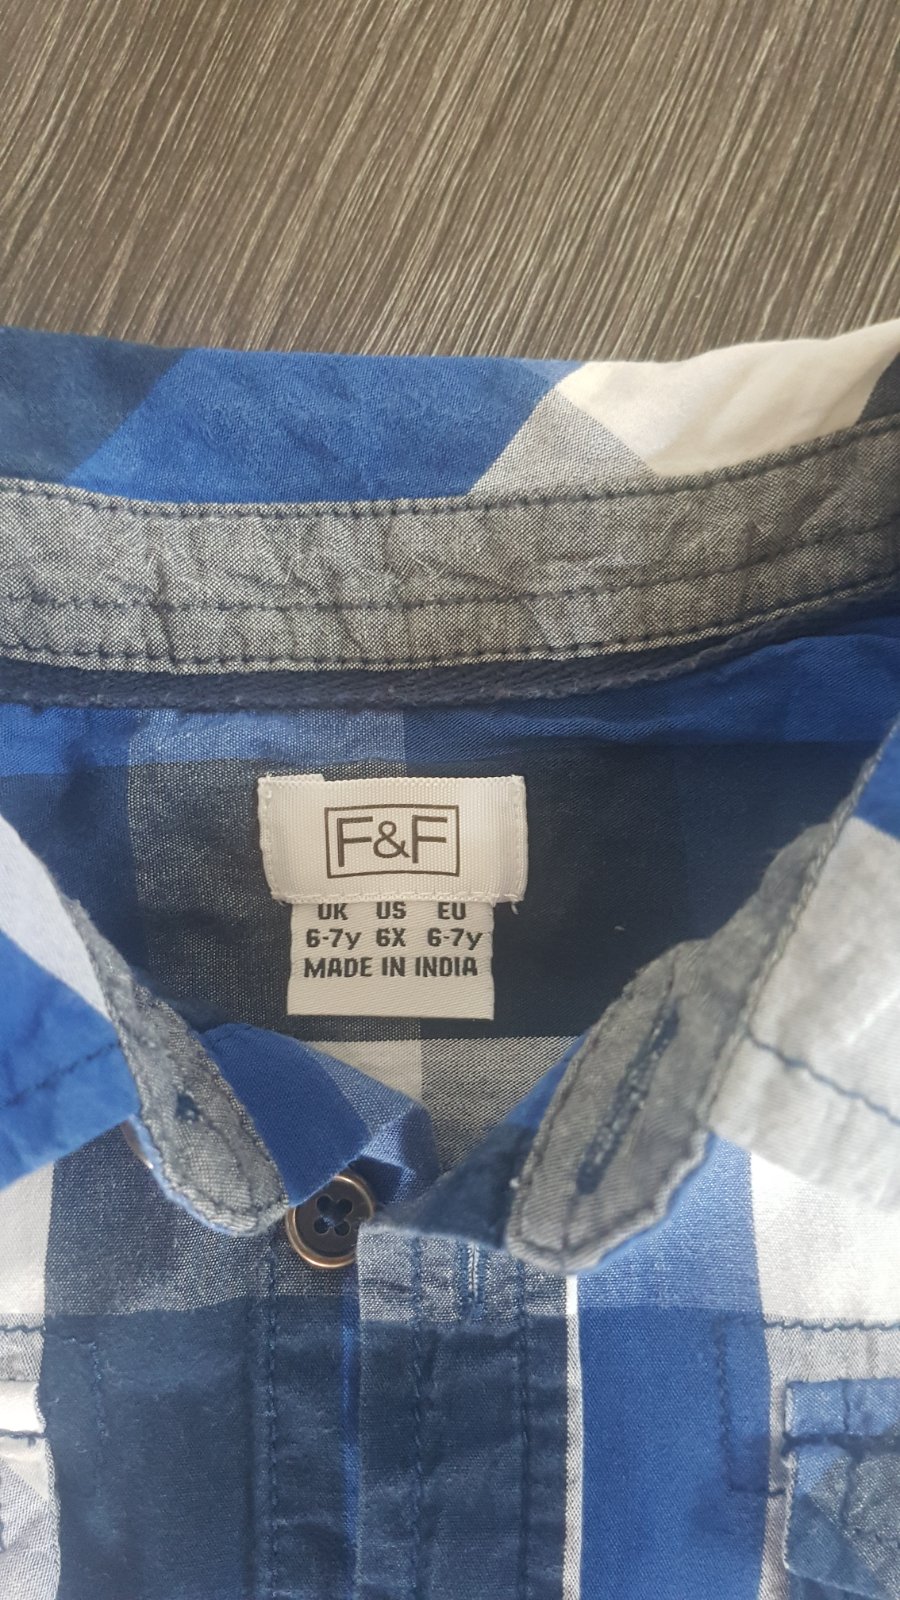 F&F
UK US EU
6-7y 6X 6-7y
MADE IN INDIA